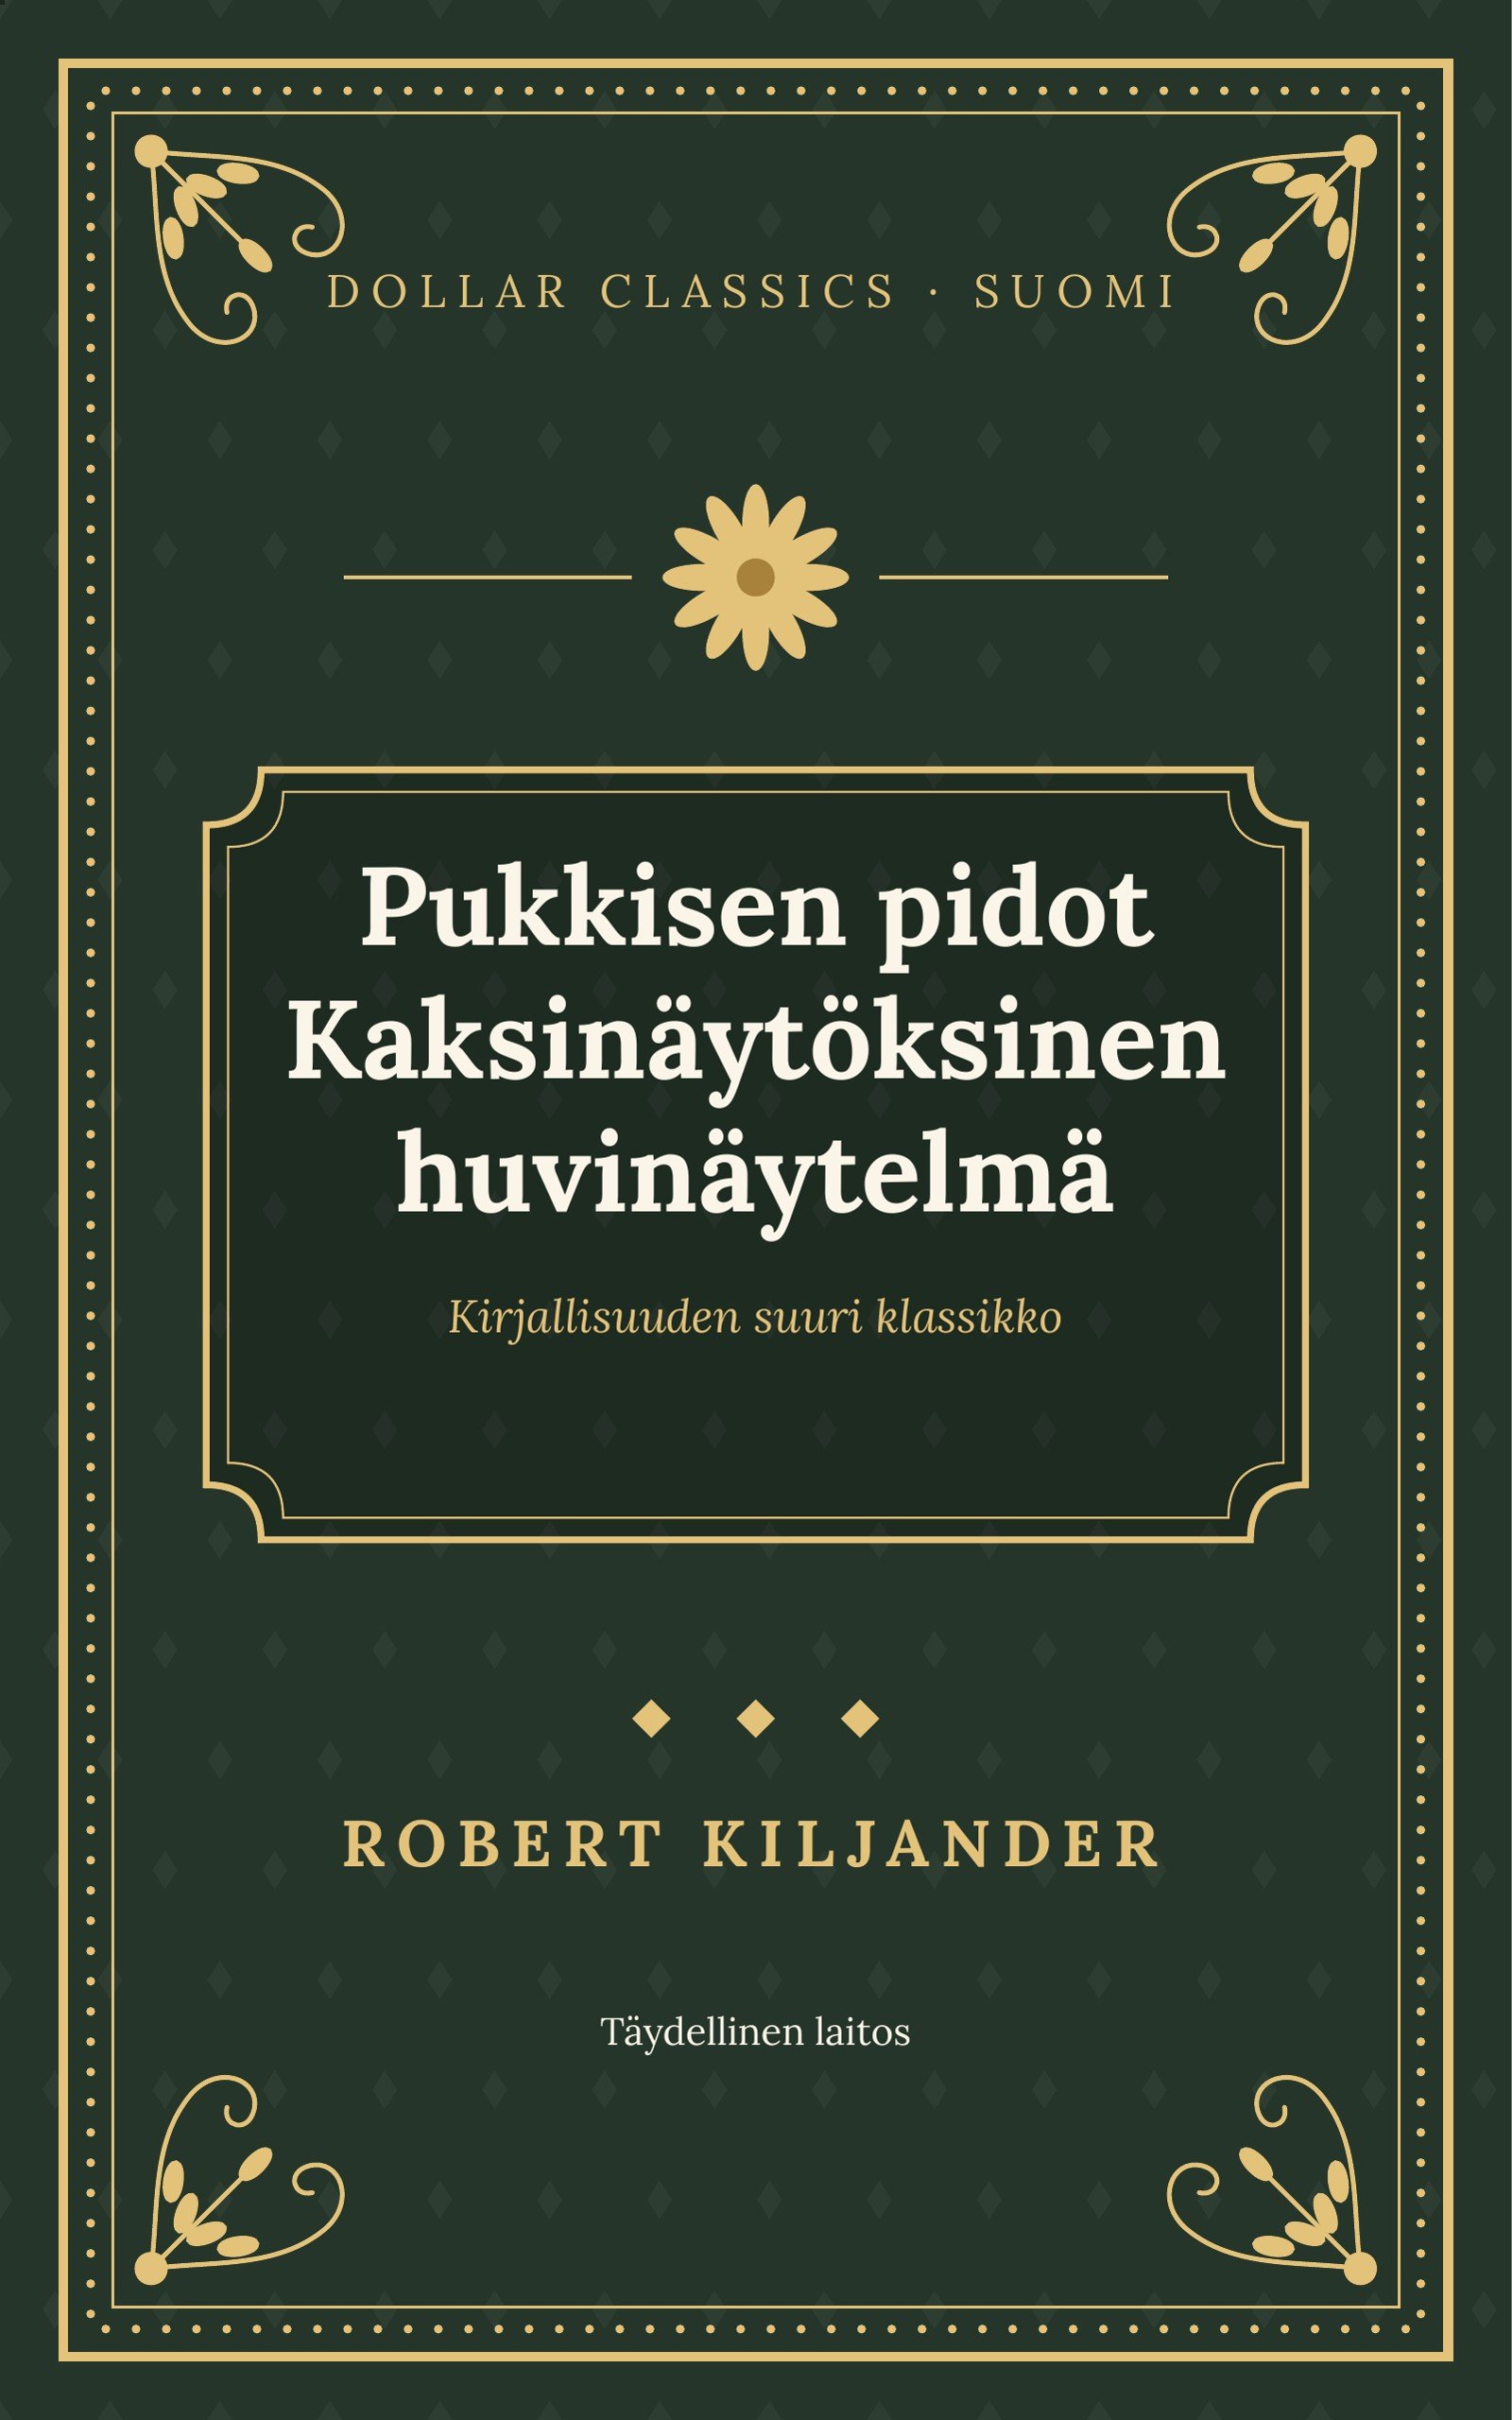 DOLLAR CLASSICS · SUOMI
Pukkisen pidot
Kaksinäytöksinen
huvinäytelmä
Kirjallisuuden suuri klassikko
ROBERT KILJANDER
Täydellinen laitos